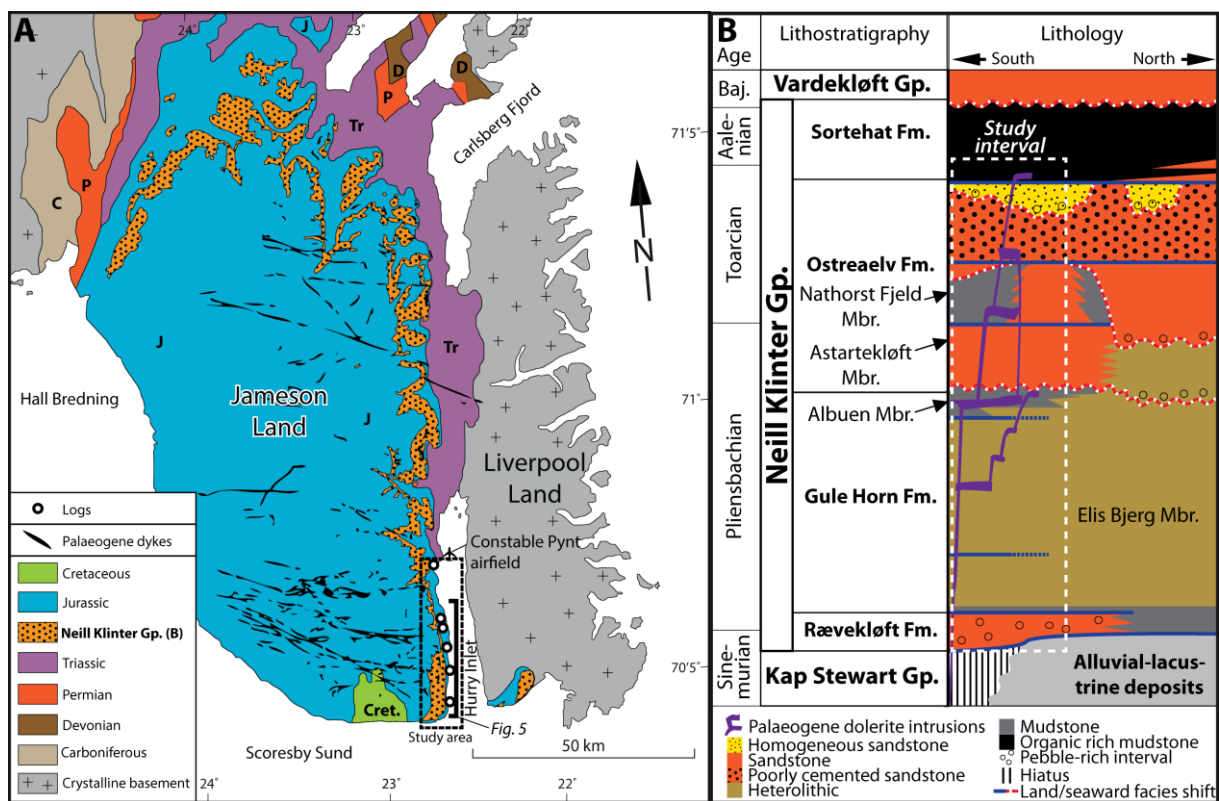 A
24°
23°
22°
J
D
D
P
Tr
Carlsberg Fjord
71°5'
P
C
N
J
Tr
Hall Bredning
Jameson
Land
J
71°
Liverpool
Land
Constable Pynt
airfield
Hurry Inlet
70°5'
Cret.
Fig. 5
Study area
50 km
Scoresby Sund
24°
23°
22°
Logs
Palaeogene dykes
Cretaceous
Jurassic
Neill Klinter Gp. (B)
Triassic
Permian
Devonian
Carboniferous
Crystalline basement
B
Age
Lithostratigraphy
Lithology
South
North
Baj.
Vardekløft Gp.
Aale-
nian
Sortehat Fm.
Study
interval
Toarcian
Neill Klinter Gp.
Ostreaelv Fm.
Nathorst Fjeld
Mbr.
Astartekløft
Mbr.
Pliensbachian
Albuen Mbr.
Gule Horn Fm.
Elis Bjerg Mbr.
Rævekløft Fm.
Sine-
murian
Kap Stewart Gp.
Alluvial-lacus-
trine deposits
Palaeogene dolerite intrusions
Homogeneous sandstone
Sandstone
Poorly cemented sandstone
Heterolithic
Mudstone
Organic rich mudstone
Pebble-rich interval
Hiatus
Land/seaward facies shift